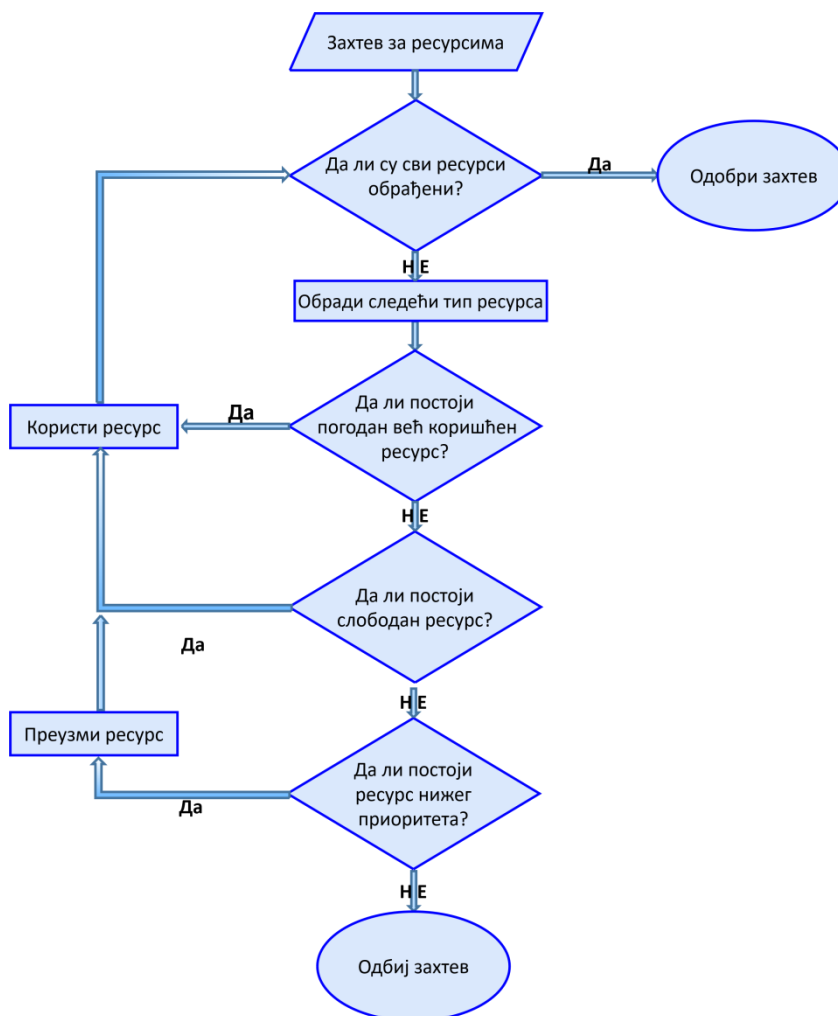 Захтев за ресурсима
Да ли су сви ресурси
обрађени?
Да
Одобри захтев
НЕ
Обради следећи тип ресурса
Да ли постоји
погодан већ коришћен
ресурс?
Да
Користи ресурс
НЕ
Да ли постоји
слободан ресурс?
Да
НЕ
Преузми ресурс
Да ли постоји
ресурс нижег
приоритета?
Да
НЕ
Одбиј захтев